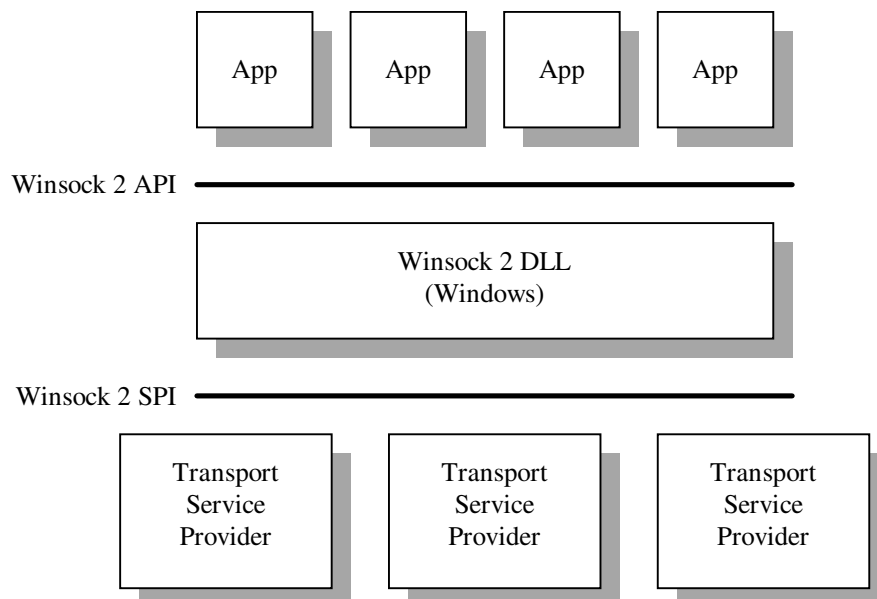 App
App
App
App
Winsock 2 API
Winsock 2 DLL
(Windows)
Winsock 2 SPI
Transport
Service
Provider
Transport
Service
Provider
Transport
Service
Provider